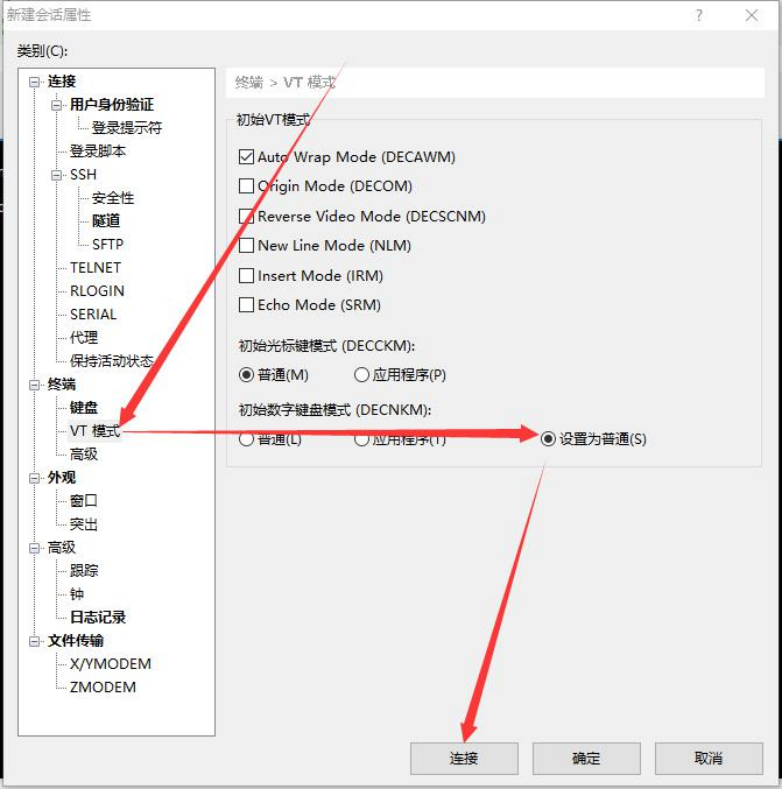 新建会话属性
类别(C):
连接
用户身份验证
登录提示符
登录脚本
SSH
安全性
隧道
SFTP
TELNET
RLOGIN
SERIAL
代理
保持活动状态
终端
键盘
VT 模式
高级
外观
窗口
突出
高级
跟踪
钟
日志记录
文件传输
X/YMODEM
ZMODEM
终端 > VT 模式
初始VT模式
Auto Wrap Mode (DECAWM)
Origin Mode (DECOM)
Reverse Video Mode (DECSCNM)
New Line Mode (NLM)
Insert Mode (IRM)
Echo Mode (SRM)
初始光标键模式 (DECCKM):
普通(M) 应用程序(P)
初始数字键盘模式 (DECNKM):
普通(L) 应用程序(T) 设置为普通(S)
连接 确定 取消